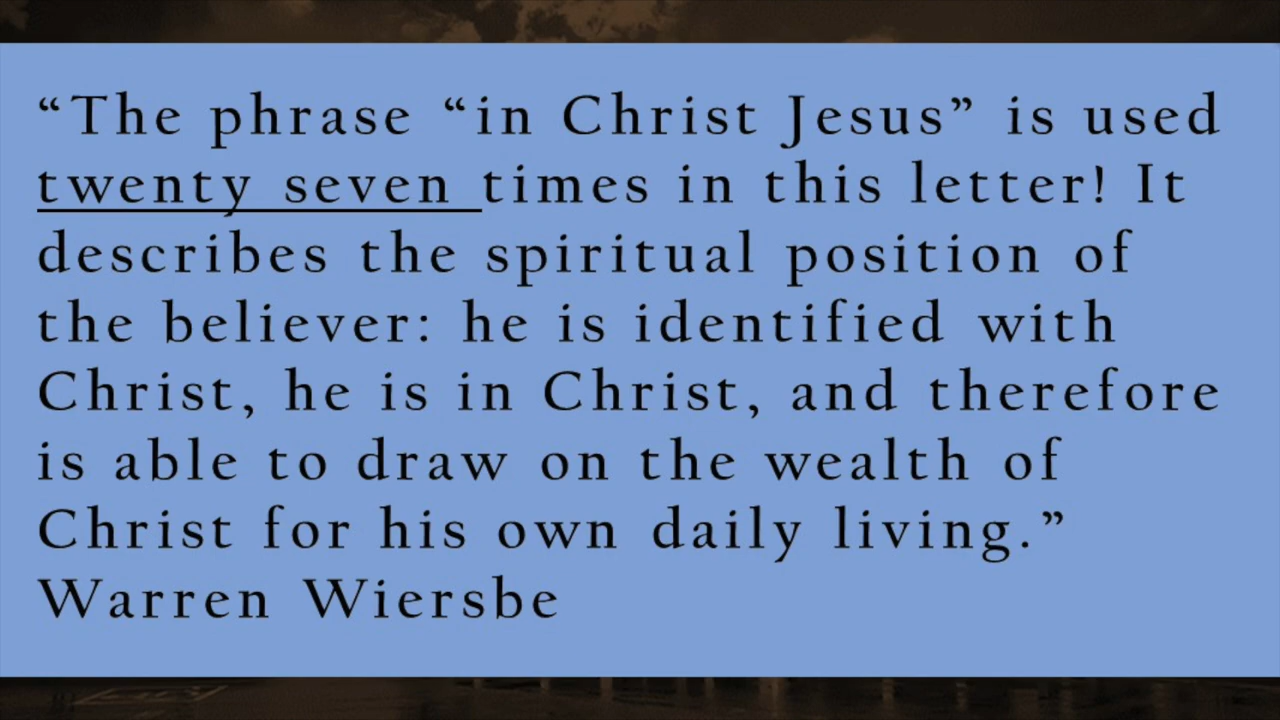 “The phrase “in Christ Jesus” is used
twenty seven times in this letter! It
describes the spiritual position of
the believer: he is identified with
Christ, he is in Christ, and therefore
is able to draw on the wealth of
Christ for his own daily living.”
Warren Wiersbe